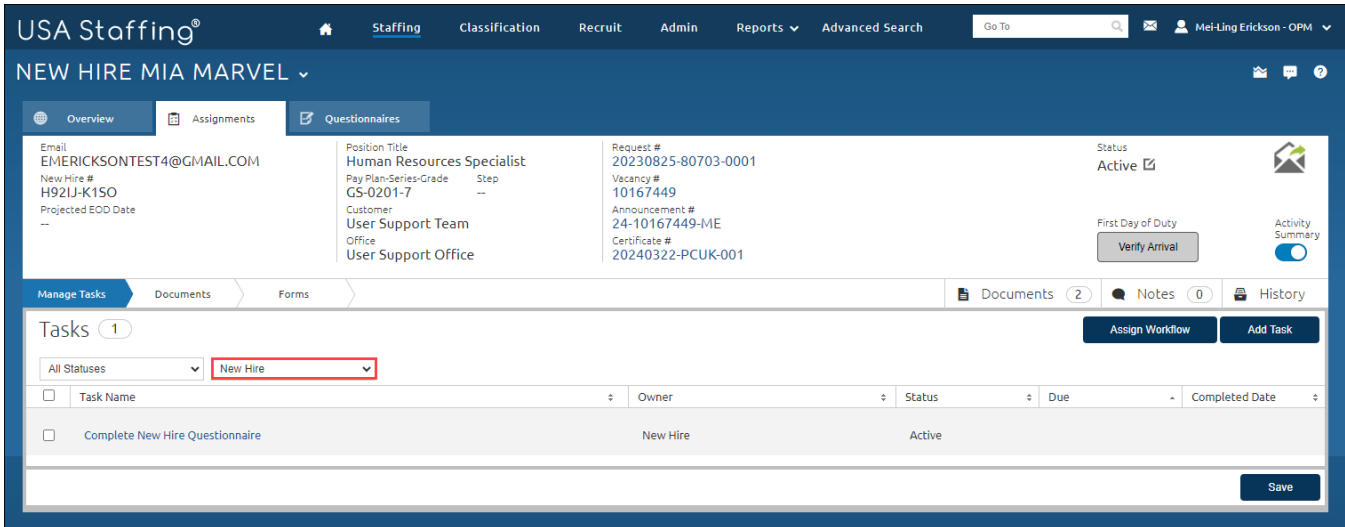 USA Staffing®
Staffing Classification Recruit Admin Reports Advanced Search Go To Mei-Ling Erickson - OPM
NEW HIRE MIA MARVEL
Overview Assignments Questionnaires
Email
EMERICKSONTEST4@GMAIL.COM
New Hire #
H92IJ-K1SO
Projected EOD Date
--
Position Title
Human Resources Specialist
Pay Plan-Series-Grade Step
GS-0201-7 --
Customer
User Support Team
Office
User Support Office
Request #
20230825-80703-0001
Vacancy #
10167449
Announcement #
24-10167449-ME
Certificate #
20240322-PCUK-001
Status
Active
First Day of Duty
Verify Arrival
Activity
Summary
Manage Tasks Documents Forms Documents 2 Notes 0 History
Tasks 1 Assign Workflow Add Task
All Statuses New Hire
Task Name Owner Status Due Completed Date
Complete New Hire Questionnaire New Hire Active
Save